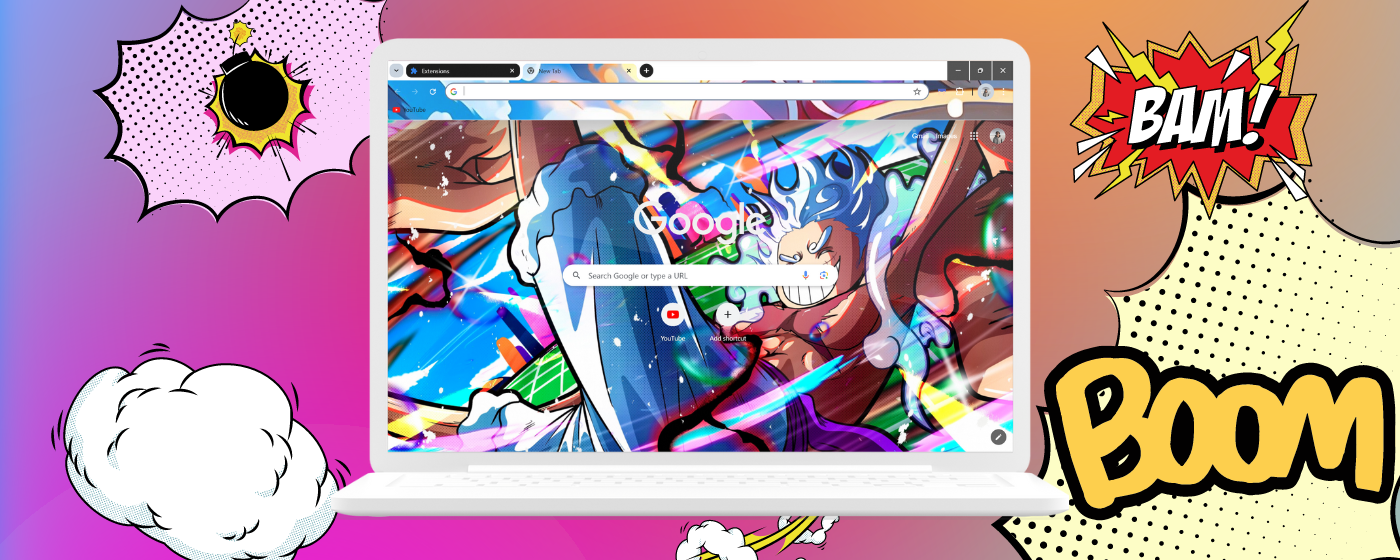 Extensions
New Tab
YouTube
Gmail Images
Google
Search Google or type a URL
YouTube
Add shortcut
BAM!
BOOM